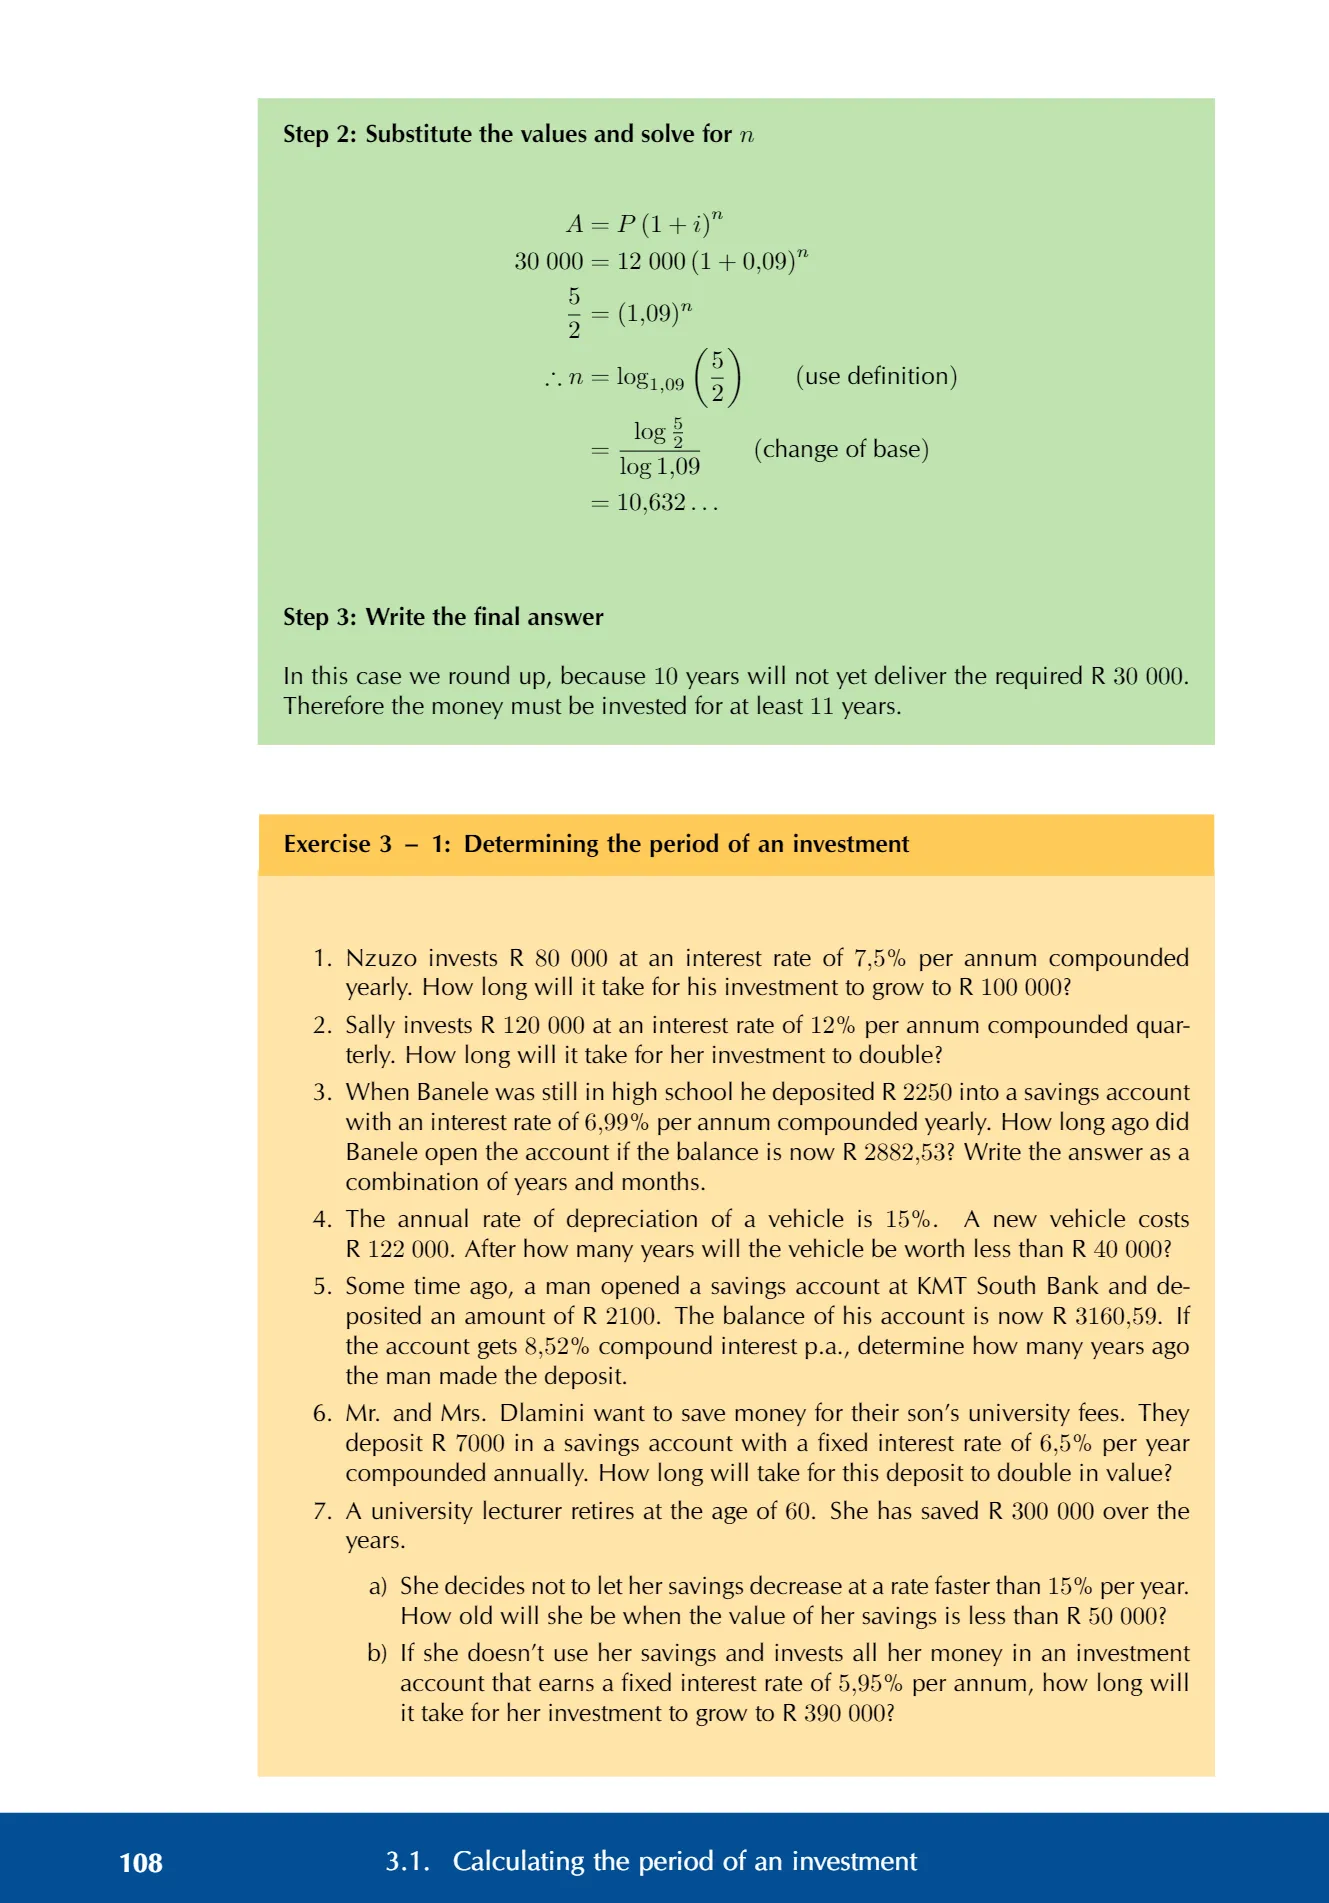 Step 2: Substitute the values and solve for n
A = P (1 + i)^n
30 000 = 12 000 (1 + 0,09)^n
5/2 = (1,09)^n
∴ n = log_{1,09} (5/2) (use definition)
= log 5/2 / log 1,09 (change of base)
= 10,632 . . .
Step 3: Write the final answer
In this case we round up, because 10 years will not yet deliver the required R 30 000.
Therefore the money must be invested for at least 11 years.
Exercise 3 – 1: Determining the period of an investment
1. Nzuzo invests R 80 000 at an interest rate of 7,5% per annum compounded
yearly. How long will it take for his investment to grow to R 100 000?
2. Sally invests R 120 000 at an interest rate of 12% per annum compounded quar-
terly. How long will it take for her investment to double?
3. When Banele was still in high school he deposited R 2250 into a savings account
with an interest rate of 6,99% per annum compounded yearly. How long ago did
Banele open the account if the balance is now R 2882,53? Write the answer as a
combination of years and months.
4. The annual rate of depreciation of a vehicle is 15%. A new vehicle costs
R 122 000. After how many years will the vehicle be worth less than R 40 000?
5. Some time ago, a man opened a savings account at KMT South Bank and de-
posited an amount of R 2100. The balance of his account is now R 3160,59. If
the account gets 8,52% compound interest p.a., determine how many years ago
the man made the deposit.
6. Mr. and Mrs. Dlamini want to save money for their son's university fees. They
deposit R 7000 in a savings account with a fixed interest rate of 6,5% per year
compounded annually. How long will take for this deposit to double in value?
7. A university lecturer retires at the age of 60. She has saved R 300 000 over the
years.
a) She decides not to let her savings decrease at a rate faster than 15% per year.
How old will she be when the value of her savings is less than R 50 000?
b) If she doesn't use her savings and invests all her money in an investment
account that earns a fixed interest rate of 5,95% per annum, how long will
it take for her investment to grow to R 390 000?
108 3.1. Calculating the period of an investment